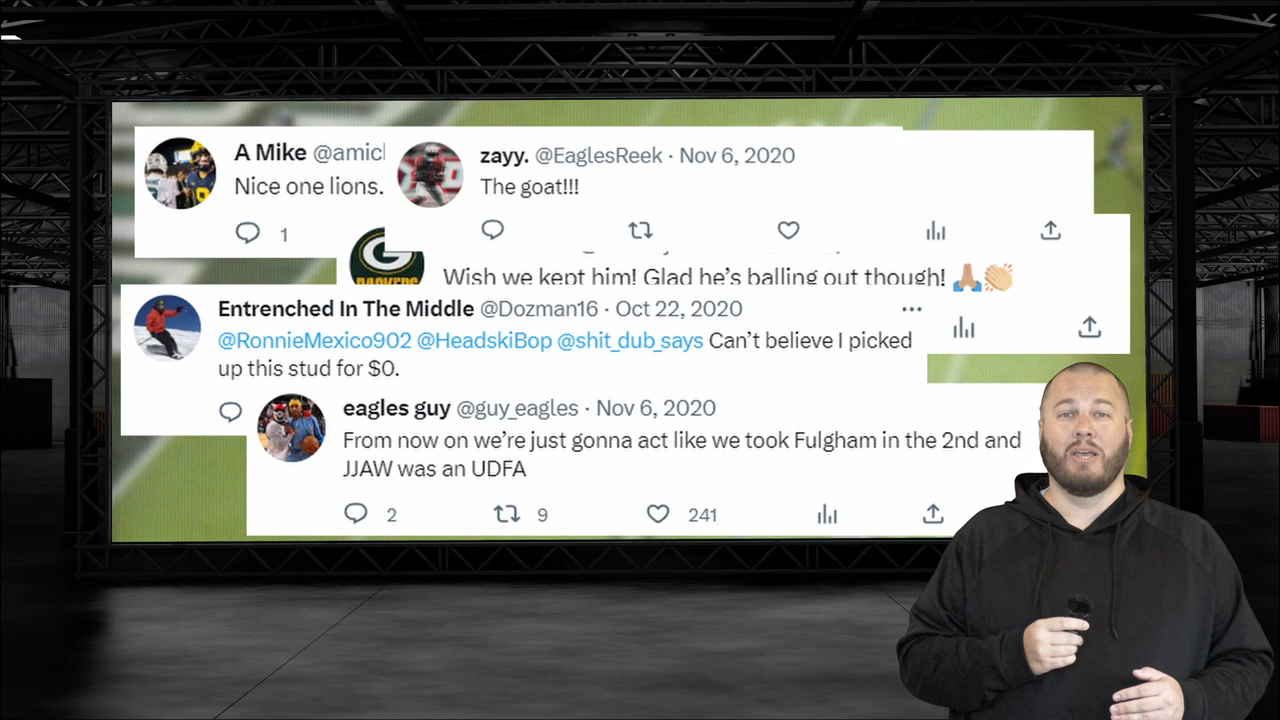 A Mike @amic
Nice one lions.
1
zayy. @EaglesReek · Nov 6, 2020
The goat!!!
Wish we kept him! Glad he's balling out though! 🙏🏽👏🏼
Entrenched In The Middle @Dozman16 · Oct 22, 2020
@RonnieMexico902 @HeadskiBop @shit_dub_says Can't believe I picked
up this stud for $0.
eagles guy @guy_eagles · Nov 6, 2020
From now on we're just gonna act like we took Fulgham in the 2nd and
JJAW was an UDFA
2 9 241